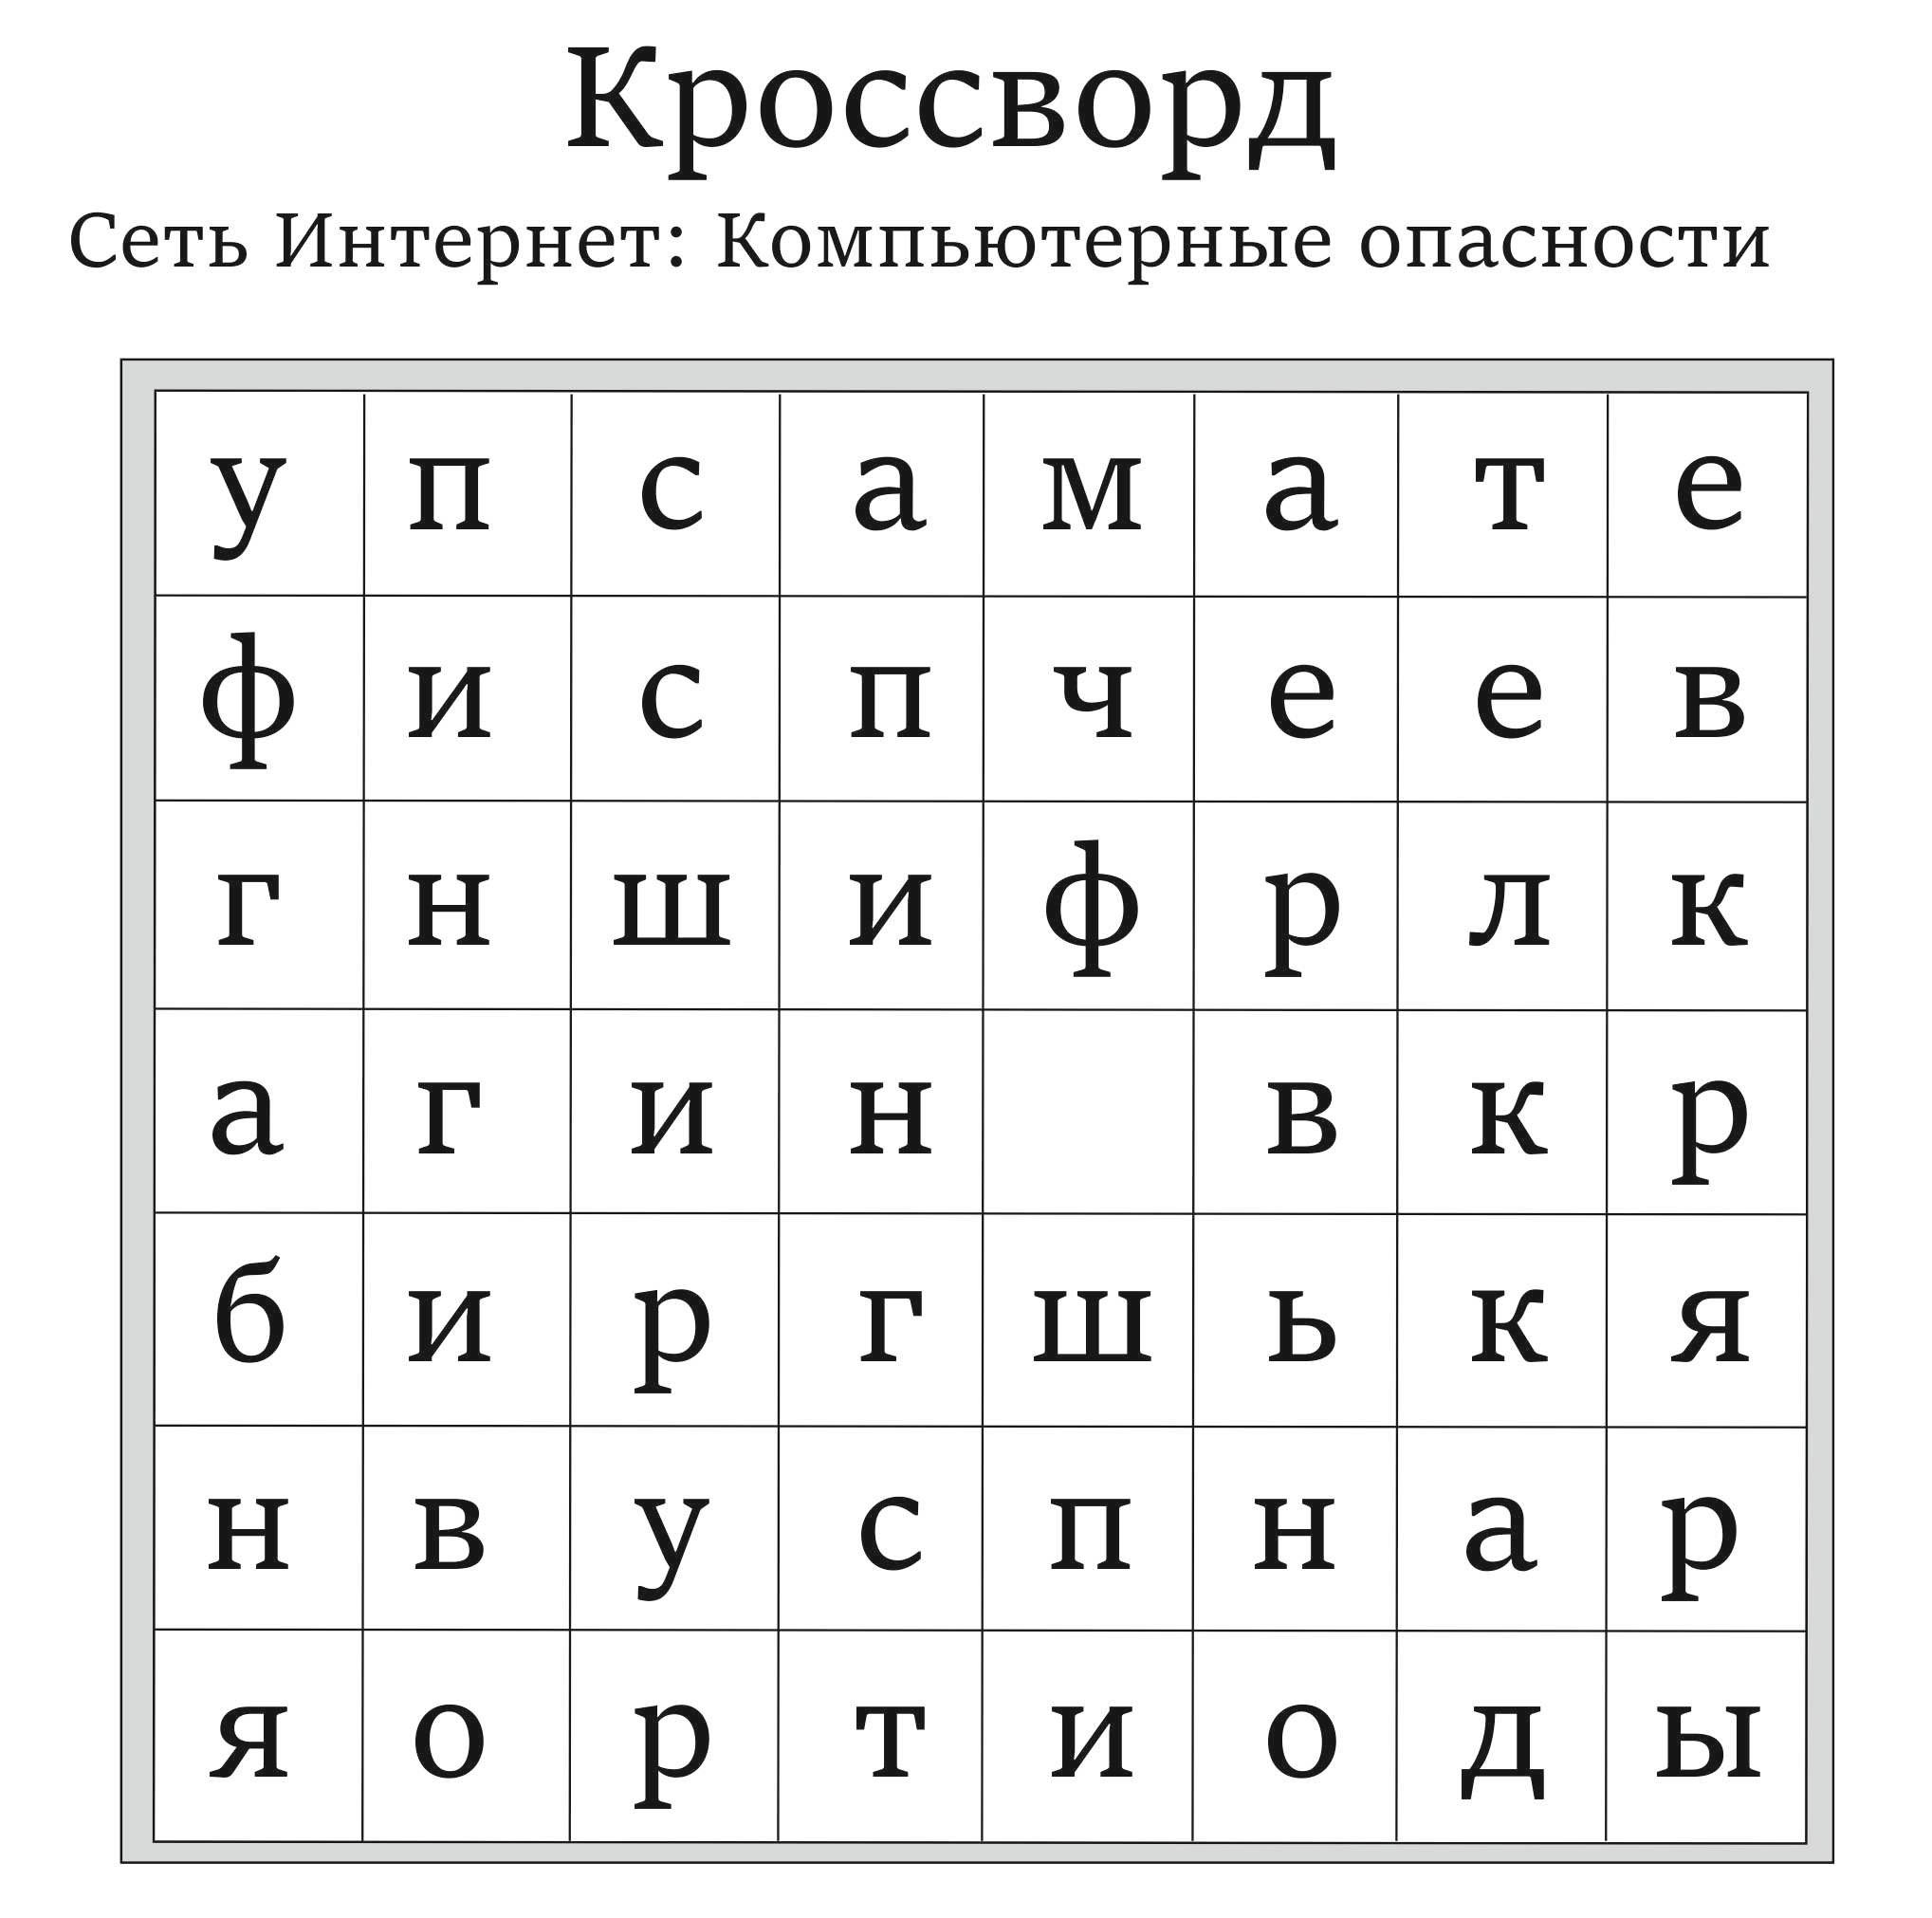 Кроссворд
Сеть Интернет: Компьютерные опасности
у п с а м а т е
ф и с п ч е е в
г н ш и ф р л к
а г и н в к р
б и р г ш ь к я
н в у с п н а р
я о р т и о д ы